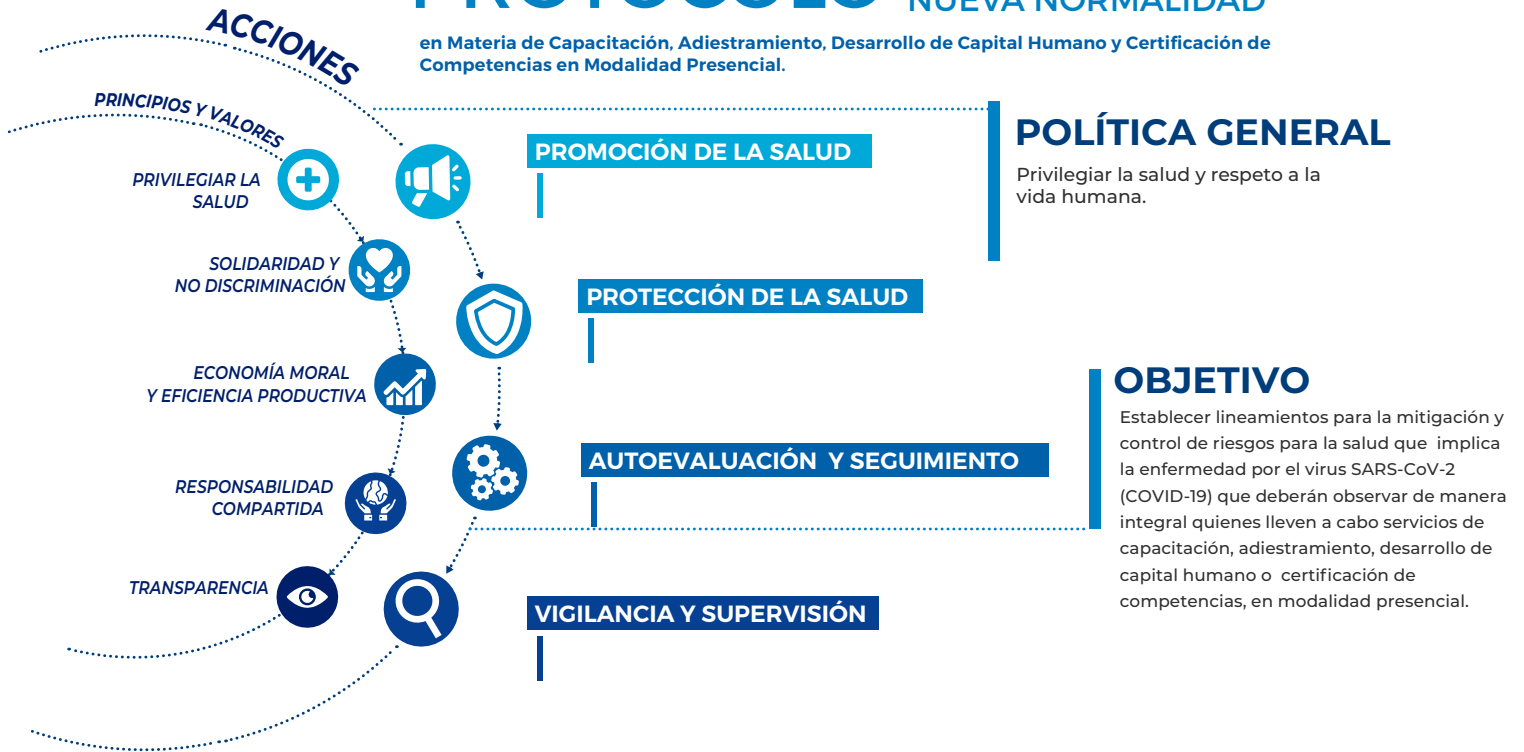 PROTOCOLO NUEVA NORMALIDAD
en Materia de Capacitación, Adiestramiento, Desarrollo de Capital Humano y Certificación de
Competencias en Modalidad Presencial.
ACCIONES
PRINCIPIOS Y VALORES
PRIVILEGIAR LA
SALUD
SOLIDARIDAD Y
NO DISCRIMINACIÓN
ECONOMÍA MORAL
Y EFICIENCIA PRODUCTIVA
RESPONSABILIDAD
COMPARTIDA
TRANSPARENCIA
PROMOCIÓN DE LA SALUD
PROTECCIÓN DE LA SALUD
AUTOEVALUACIÓN Y SEGUIMIENTO
VIGILANCIA Y SUPERVISIÓN
POLÍTICA GENERAL
Privilegiar la salud y respeto a la
vida humana.
OBJETIVO
Establecer lineamientos para la mitigación y
control de riesgos para la salud que implica
la enfermedad por el virus SARS-CoV-2
(COVID-19) que deberán observar de manera
integral quienes lleven a cabo servicios de
capacitación, adiestramiento, desarrollo de
capital humano o certificación de
competencias, en modalidad presencial.